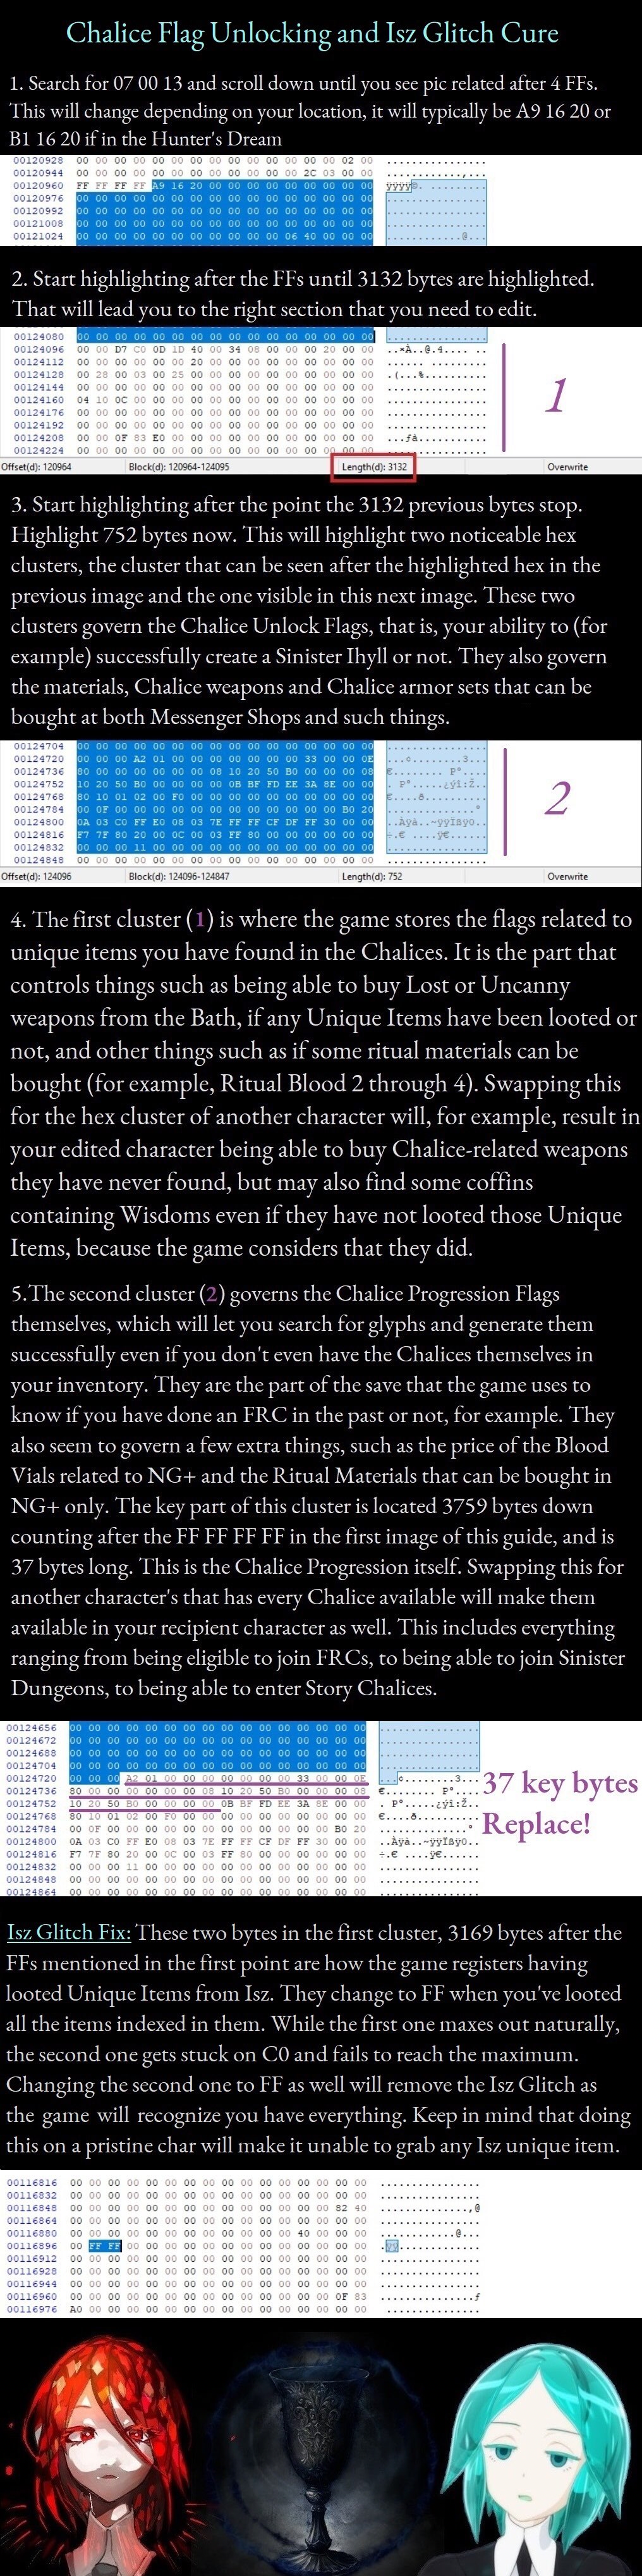 Chalice Flag Unlocking and Isz Glitch Cure
1. Search for 07 00 13 and scroll down until you see pic related after 4 FFs.
This will change depending on your location, it will typically be A9 16 20 or
B1 16 20 if in the Hunter's Dream
00120928 00 00 00 00 00 00 00 00 00 00 00 00 00 00 02 00
00120944 00 00 00 00 00 00 00 00 00 00 00 00 2C 03 00 00
00120960 FF FF FF FF A9 16 20 00 00 00 00 00 00 00 00 00 ÿÿÿÿ©
00120976 00 00 00 00 00 00 00 00 00 00 00 00 00 00 00 00
00120992 00 00 00 00 00 00 00 00 00 00 00 00 00 00 00 00
00121008 00 00 00 00 00 00 00 00 00 00 00 00 00 00 00 00
00121024 00 00 00 00 00 00 00 00 00 00 00 06 40 00 00 00 @
2. Start highlighting after the FFs until 3132 bytes are highlighted.
That will lead you to the right section that you need to edit.
00124080 00 00 00 00 00 00 00 00 00 00 00 00 00 00 00 00
00124096 00 00 D7 C0 0D 1D 40 00 34 08 00 00 00 20 00 00 ..×À..@.4....
00124112 00 00 00 00 00 00 20 00 00 00 00 00 00 00 00 00
00124128 00 28 00 03 00 25 00 00 00 00 00 00 00 00 00 00 .(...%..........
00124144 00 00 00 00 00 00 00 00 00 00 00 00 00 00 00 00
00124160 04 10 0C 00 00 00 00 00 00 00 00 00 00 00 00 00
00124176 00 00 00 00 00 00 00 00 00 00 00 00 00 00 00 00
00124192 00 00 00 00 00 00 00 00 00 00 00 00 00 00 00 00
00124208 00 00 0F 83 E0 00 00 00 00 00 00 00 00 00 00 00 ...ƒà...........
00124224 00 00 00 00 00 00 00 00 00 00 00 00 00 00 00 00
1
Offset(d): 120964 Block(d): 120964-124095 Length(d): 3132 Overwrite
3. Start highlighting after the point the 3132 previous bytes stop.
Highlight 752 bytes now. This will highlight two noticeable hex
clusters, the cluster that can be seen after the highlighted hex in the
previous image and the one visible in this next image. These two
clusters govern the Chalice Unlock Flags, that is, your ability to (for
example) successfully create a Sinister Ihyll or not. They also govern
the materials, Chalice weapons and Chalice armor sets that can be
bought at both Messenger Shops and such things.
00124704 00 00 00 00 00 00 00 00 00 00 00 00 00 00 00 00
00124720 00 00 00 A2 01 00 00 00 00 00 00 00 33 00 00 0E ...¢........3...
00124736 80 00 00 00 00 00 00 08 10 20 50 B0 00 00 00 08 €......... P°....
00124752 10 20 50 B0 00 00 00 00 0B BF FD EE 3A 8E 00 00 . P°.....¿ýî:Ž..
00124768 80 10 01 02 00 F0 00 00 00 00 00 00 00 00 00 00 €....ð..........
00124784 00 0F 00 00 00 00 00 00 00 00 00 00 00 00 B0 20 ..............°
00124800 0A 03 C0 FF E0 08 03 7E FF FF CF DF FF 30 00 00 ..Àÿà..~ÿÿÏßÿ0..
00124816 F7 7F 80 20 00 0C 00 03 FF 80 00 00 00 00 00 00 ÷.€ ....ÿ€......
00124832 00 00 00 11 00 00 00 00 00 00 00 00 00 00 00 00
00124848 00 00 00 00 00 00 00 00 00 00 00 00 00 00 00 00
2
Offset(d): 124096 Block(d): 124096-124847 Length(d): 752 Overwrite
4. The first cluster (1) is where the game stores the flags related to
unique items you have found in the Chalices. It is the part that
controls things such as being able to buy Lost or Uncanny
weapons from the Bath, if any Unique Items have been looted or
not, and other things such as if some ritual materials can be
bought (for example, Ritual Blood 2 through 4). Swapping this
for the hex cluster of another character will, for example, result in
your edited character being able to buy Chalice-related weapons
they have never found, but may also find some coffins
containing Wisdoms even if they have not looted those Unique
Items, because the game considers that they did.
5.The second cluster (2) governs the Chalice Progression Flags
themselves, which will let you search for glyphs and generate them
successfully even if you don't even have the Chalices themselves in
your inventory. They are the part of the save that the game uses to
know if you have done an FRC in the past or not, for example. They
also seem to govern a few extra things, such as the price of the Blood
Vials related to NG+ and the Ritual Materials that can be bought in
NG+ only. The key part of this cluster is located 3759 bytes down
counting after the FF FF FF FF in the first image of this guide, and is
37 bytes long. This is the Chalice Progression itself. Swapping this for
another character's that has every Chalice available will make them
available in your recipient character as well. This includes everything
ranging from being eligible to join FRCs, to being able to join Sinister
Dungeons, to being able to enter Story Chalices.
00124656 00 00 00 00 00 00 00 00 00 00 00 00 00 00 00 00
00124672 00 00 00 00 00 00 00 00 00 00 00 00 00 00 00 00
00124688 00 00 00 00 00 00 00 00 00 00 00 00 00 00 00 00
00124704 00 00 00 00 00 00 00 00 00 00 00 00 00 00 00 00
00124720 00 00 00 A2 01 00 00 00 00 00 00 00 33 00 00 0E ...¢........3...
00124736 80 00 00 00 00 00 00 08 10 20 50 B0 00 00 00 08 €......... P°....
00124752 10 20 50 B0 00 00 00 00 0B BF FD EE 3A 8E 00 00 . P°.....¿ýî:Ž..
00124768 80 10 01 02 00 F0 00 00 00 00 00 00 00 00 00 00 €....ð..........
00124784 00 0F 00 00 00 00 00 00 00 00 00 00 00 00 B0 20 ..............°
00124800 0A 03 C0 FF E0 08 03 7E FF FF CF DF FF 30 00 00 ..Àÿà..~ÿÿÏßÿ0..
00124816 F7 7F 80 20 00 0C 00 03 FF 80 00 00 00 00 00 00 ÷.€ ....ÿ€......
00124832 00 00 00 11 00 00 00 00 00 00 00 00 00 00 00 00
00124848 00 00 00 00 00 00 00 00 00 00 00 00 00 00 00 00
00124864 00 00 00 00 00 00 00 00 00 00 00 00 00 00 00 00
37 key bytes
Replace!
Isz Glitch Fix: These two bytes in the first cluster, 3169 bytes after the
FFs mentioned in the first point are how the game registers having
looted Unique Items from Isz. They change to FF when you've looted
all the items indexed in them. While the first one maxes out naturally,
the second one gets stuck on C0 and fails to reach the maximum.
Changing the second one to FF as well will remove the Isz Glitch as
the game will recognize you have everything. Keep in mind that doing
this on a pristine char will make it unable to grab any Isz unique item.
00116816 00 00 00 00 00 00 00 00 00 00 00 00 00 00 00 00
00116832 00 00 00 00 00 00 00 00 00 00 00 00 00 00 00 00
00116848 00 00 00 00 00 00 00 00 00 00 00 00 00 00 82 40 ..............‚@
00116864 00 00 00 00 00 00 00 00 00 00 00 00 00 00 00 00
00116880 00 00 00 00 00 00 00 00 00 00 00 00 40 00 00 00 ............@...
00116896 00 FF FF 00 00 00 00 00 00 00 00 00 00 00 00 00 .ÿÿ.............
00116912 00 00 00 00 00 00 00 00 00 00 00 00 00 00 00 00
00116928 00 00 00 00 00 00 00 00 00 00 00 00 00 00 00 00
00116944 00 00 00 00 00 00 00 00 00 00 00 00 00 00 00 00
00116960 00 00 00 00 00 00 00 00 00 00 00 00 00 00 0F 83 ...............ƒ
00116976 A0 00 00 00 00 00 00 00 00 00 00 00 00 00 00 00